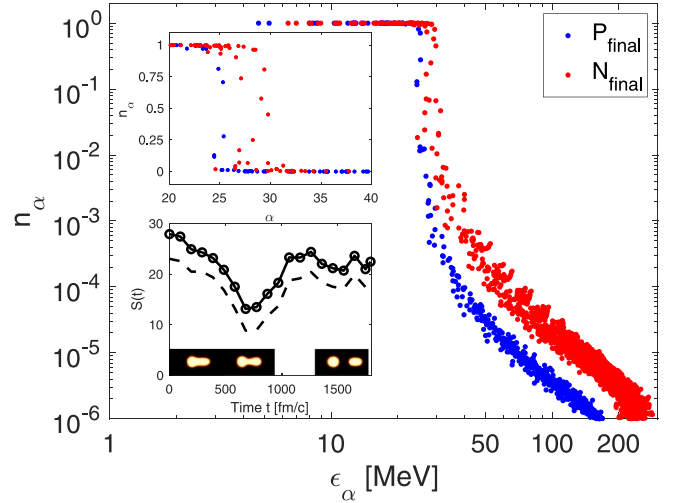 10^0
10^-1
10^-2
10^-3
10^-4
10^-5
10^-6
n_α
1 10 50 100 200
ϵ_α [MeV]
P_final
N_final
1
0.75
0.5
0.25
0
n_α
20 25 30 35 40
α
30
20
10
0
S(t)
0 500 1000 1500
Time t [fm/c]